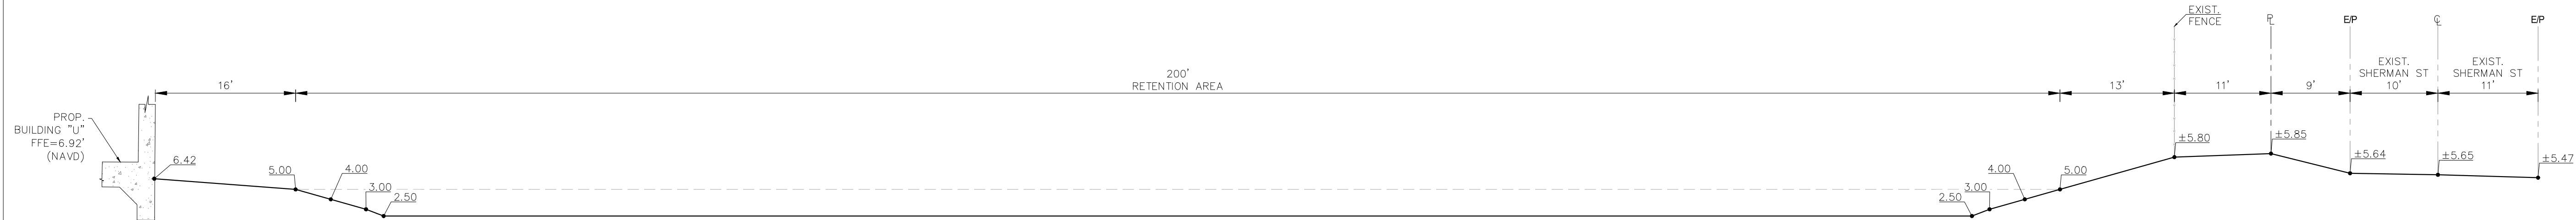 EXIST.
FENCE
PL
E/P
CL
E/P
16'
200'
RETENTION AREA
13'
11'
9'
EXIST.
SHERMAN ST
10'
EXIST.
SHERMAN ST
11'
PROP.
BUILDING "U"
FFE=6.92'
(NAVD)
6.42
5.00
4.00
3.00
2.50
2.50
3.00
4.00
5.00
±5.80
±5.85
±5.64
±5.65
±5.47